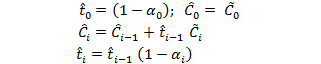 t̂₀ = (1 − α₀); Ĉ₀ = C̃₀
Ĉᵢ = Ĉᵢ₋₁ + t̂ᵢ₋₁ C̃ᵢ
t̂ᵢ = t̂ᵢ₋₁ (1 − αᵢ)